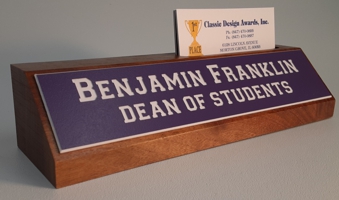 1st
PLACE
Classic Design Awards, Inc.
BENJAMIN FRANKLIN
DEAN OF STUDENTS